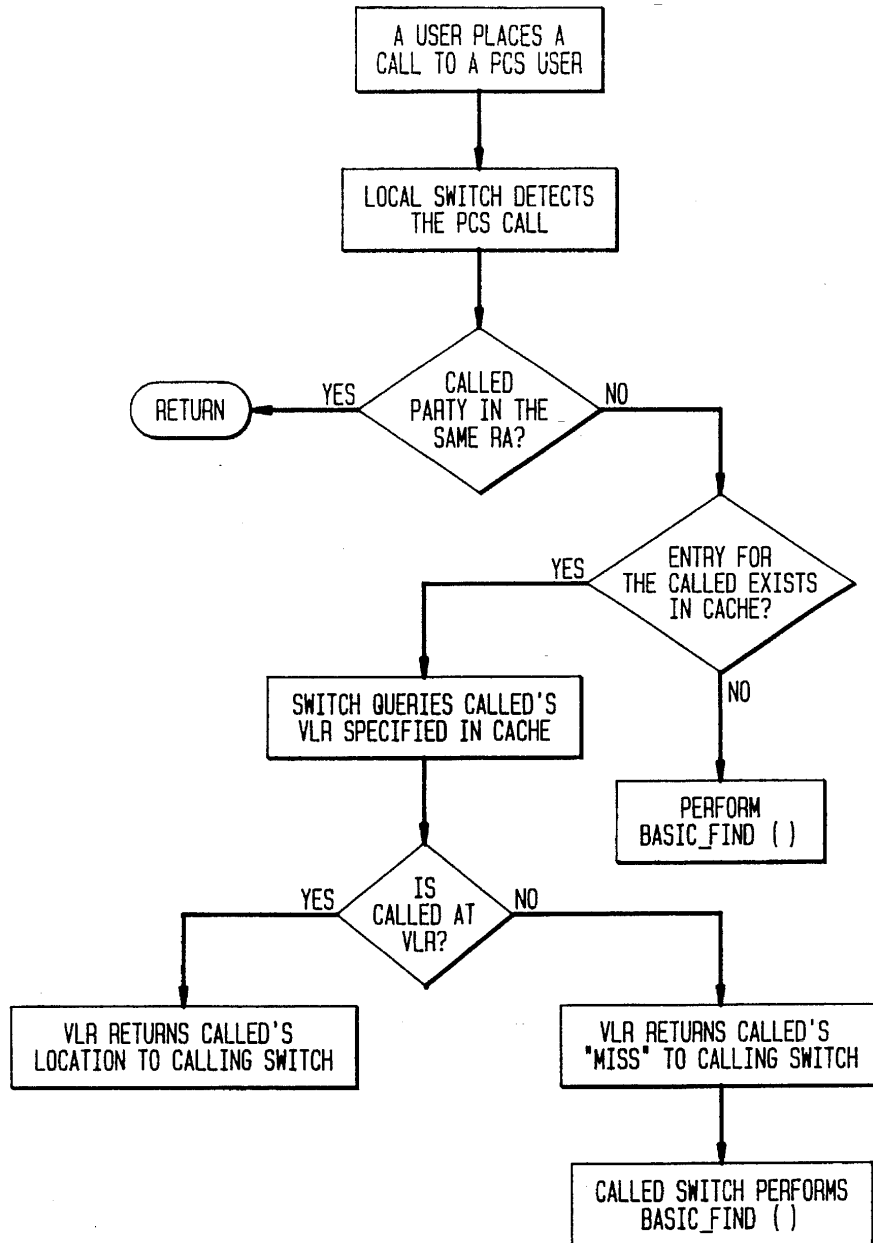 A USER PLACES A
CALL TO A PCS USER
LOCAL SWITCH DETECTS
THE PCS CALL
CALLED
PARTY IN THE
SAME RA?
YES
NO
RETURN
ENTRY FOR
THE CALLED EXISTS
IN CACHE?
YES
NO
SWITCH QUERIES CALLED'S
VLR SPECIFIED IN CACHE
PERFORM
BASIC_FIND ( )
IS
CALLED AT
VLR?
YES
NO
VLR RETURNS CALLED'S
LOCATION TO CALLING SWITCH
VLR RETURNS CALLED'S
"MISS" TO CALLING SWITCH
CALLED SWITCH PERFORMS
BASIC_FIND ( )